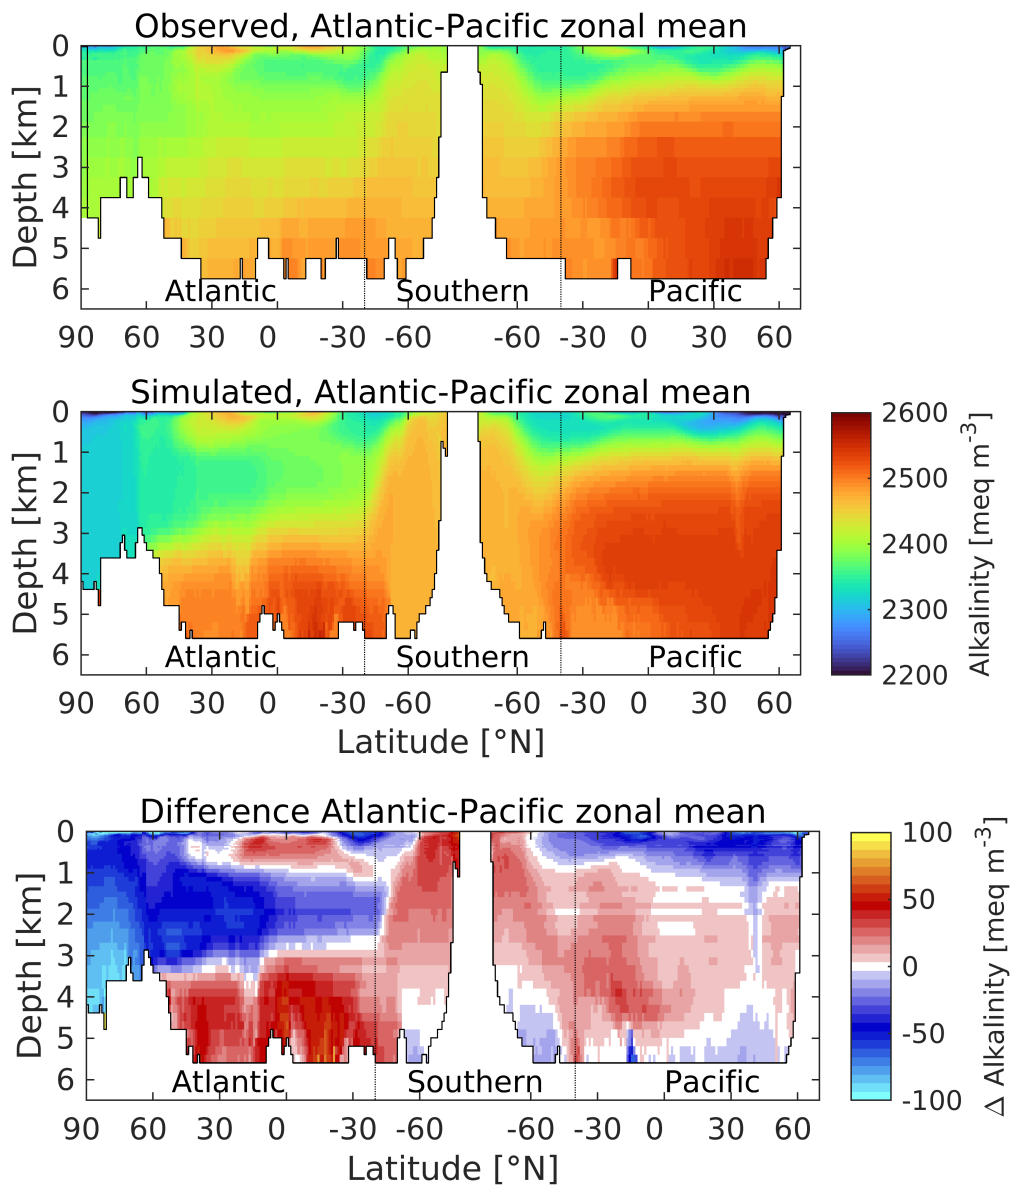 Observed, Atlantic-Pacific zonal mean
0
1
2
3
4
5
6
Depth [km]
Atlantic Southern Pacific
90 60 30 0 -30 -60 -60 -30 0 30 60
Simulated, Atlantic-Pacific zonal mean
0
1
2
3
4
5
6
Depth [km]
Atlantic Southern Pacific
90 60 30 0 -30 -60 -60 -30 0 30 60
Latitude [°N]
2600
2500
2400
2300
2200
Alkalinity [meq m-3]
Difference Atlantic-Pacific zonal mean
0
1
2
3
4
5
6
Depth [km]
Atlantic Southern Pacific
90 60 30 0 -30 -60 -60 -30 0 30 60
Latitude [°N]
100
50
0
-50
-100
Δ Alkalinity [meq m-3]